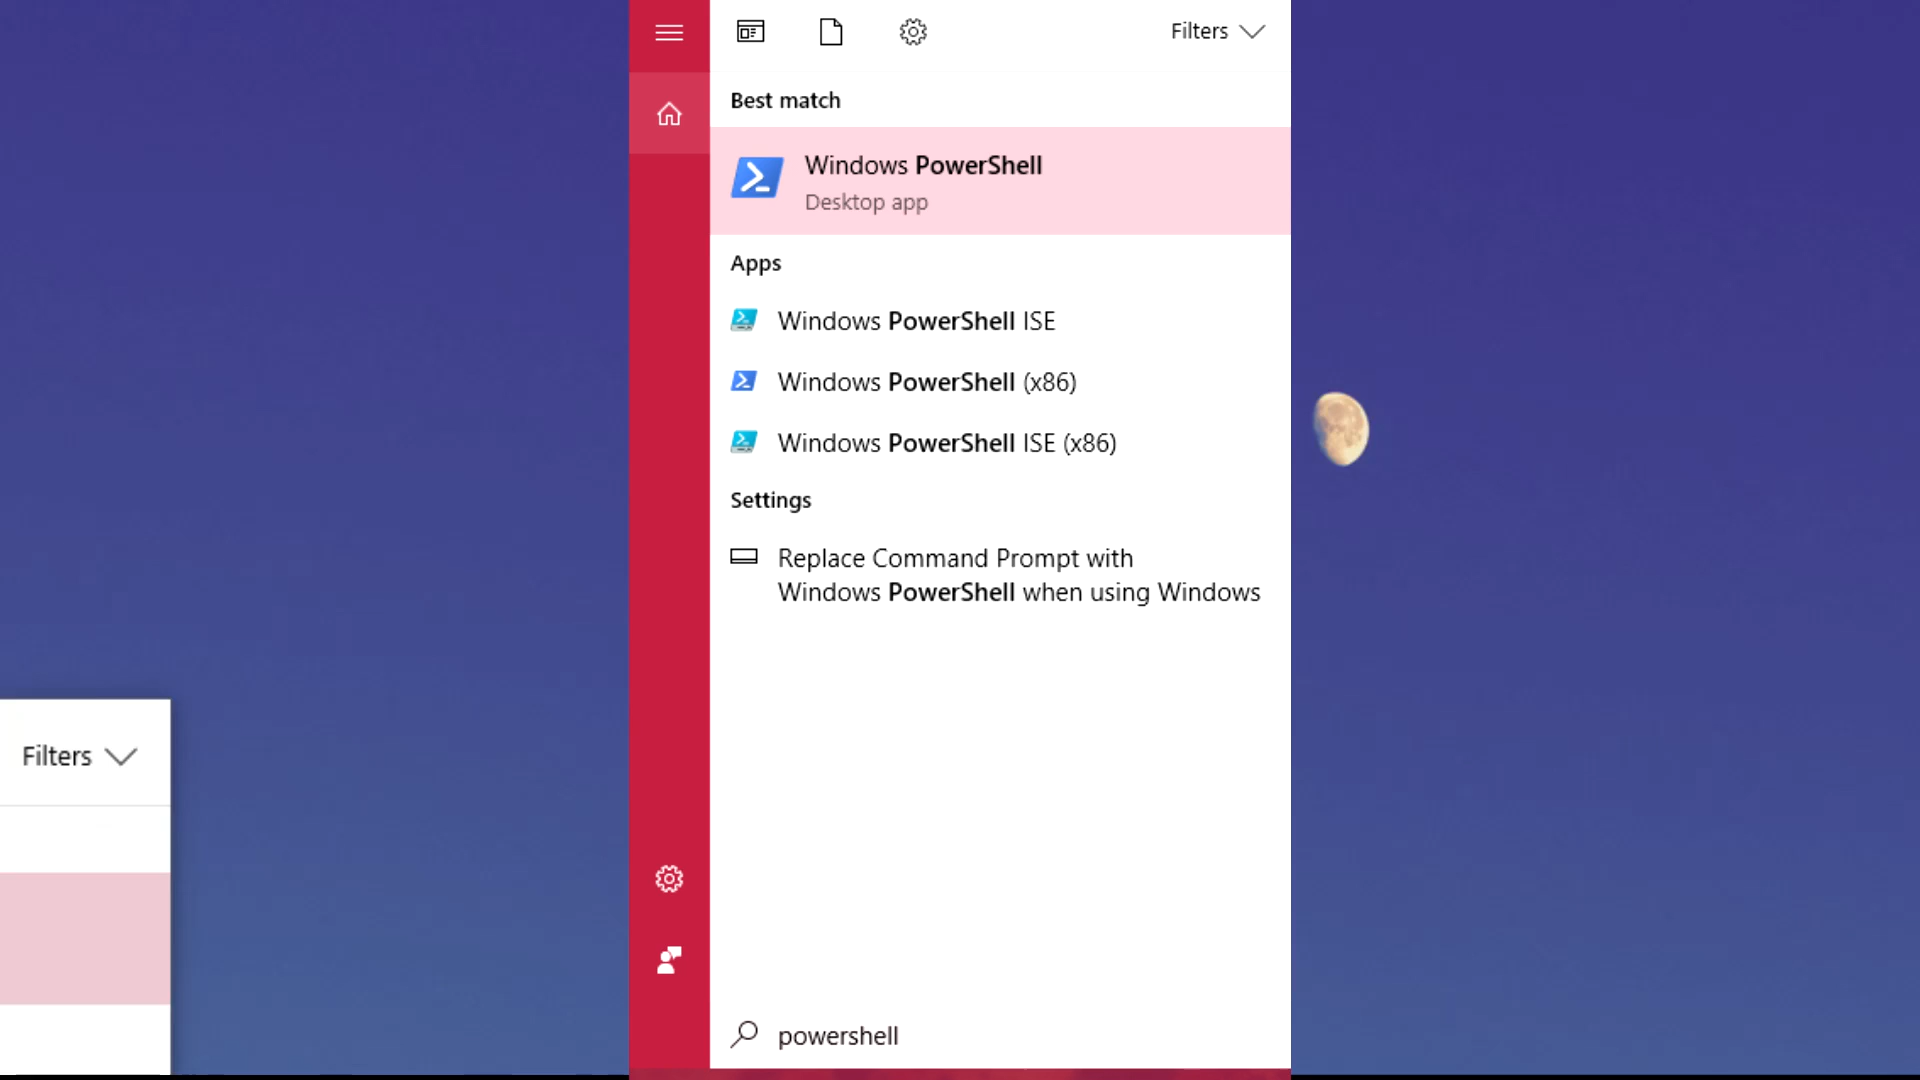 Filters
Best match
Windows PowerShell
Desktop app
Apps
Windows PowerShell ISE
Windows PowerShell (x86)
Windows PowerShell ISE (x86)
Settings
Replace Command Prompt with
Windows PowerShell when using Windows
Filters
powershell